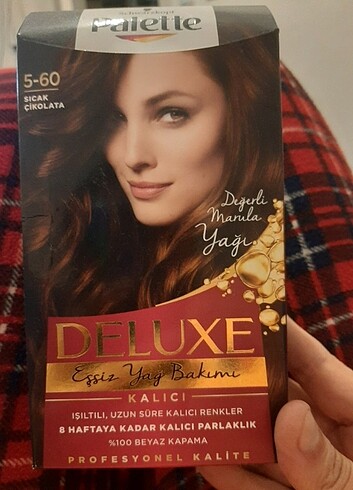 Schwarzkopf
Palette
5-60
SICAK
ÇİKOLATA
Değerli
Marula
Yağı
DELUXE
Eşsiz Yağ Bakımı
KALICI
IŞILTILI, UZUN SÜRE KALICI RENKLER
8 HAFTAYA KADAR KALICI PARLAKLIK
%100 BEYAZ KAPAMA
PROFESYONEL KALİTE